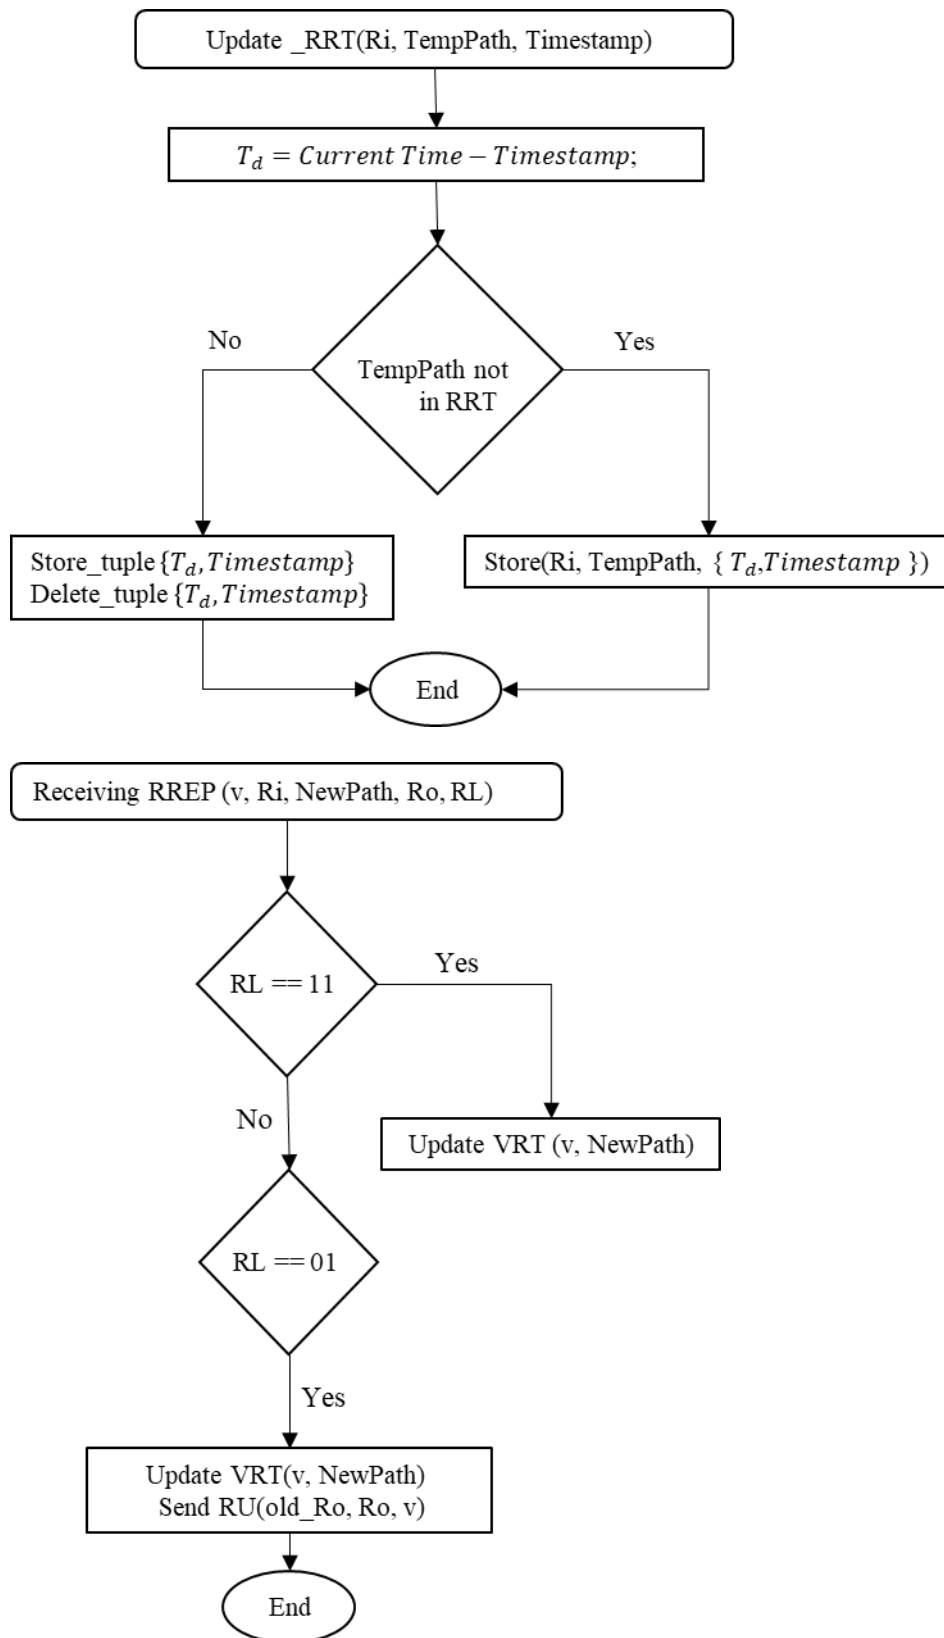 Update _RRT(Ri, TempPath, Timestamp)
T_d = Current Time − Timestamp;
No
Yes
TempPath not
in RRT
Store_tuple {T_d, Timestamp}
Delete_tuple {T_d, Timestamp}
Store(Ri, TempPath, { T_d,Timestamp })
End
Receiving RREP (v, Ri, NewPath, Ro, RL)
RL == 11
Yes
No
Update VRT (v, NewPath)
RL == 01
Yes
Update VRT(v, NewPath)
Send RU(old_Ro, Ro, v)
End